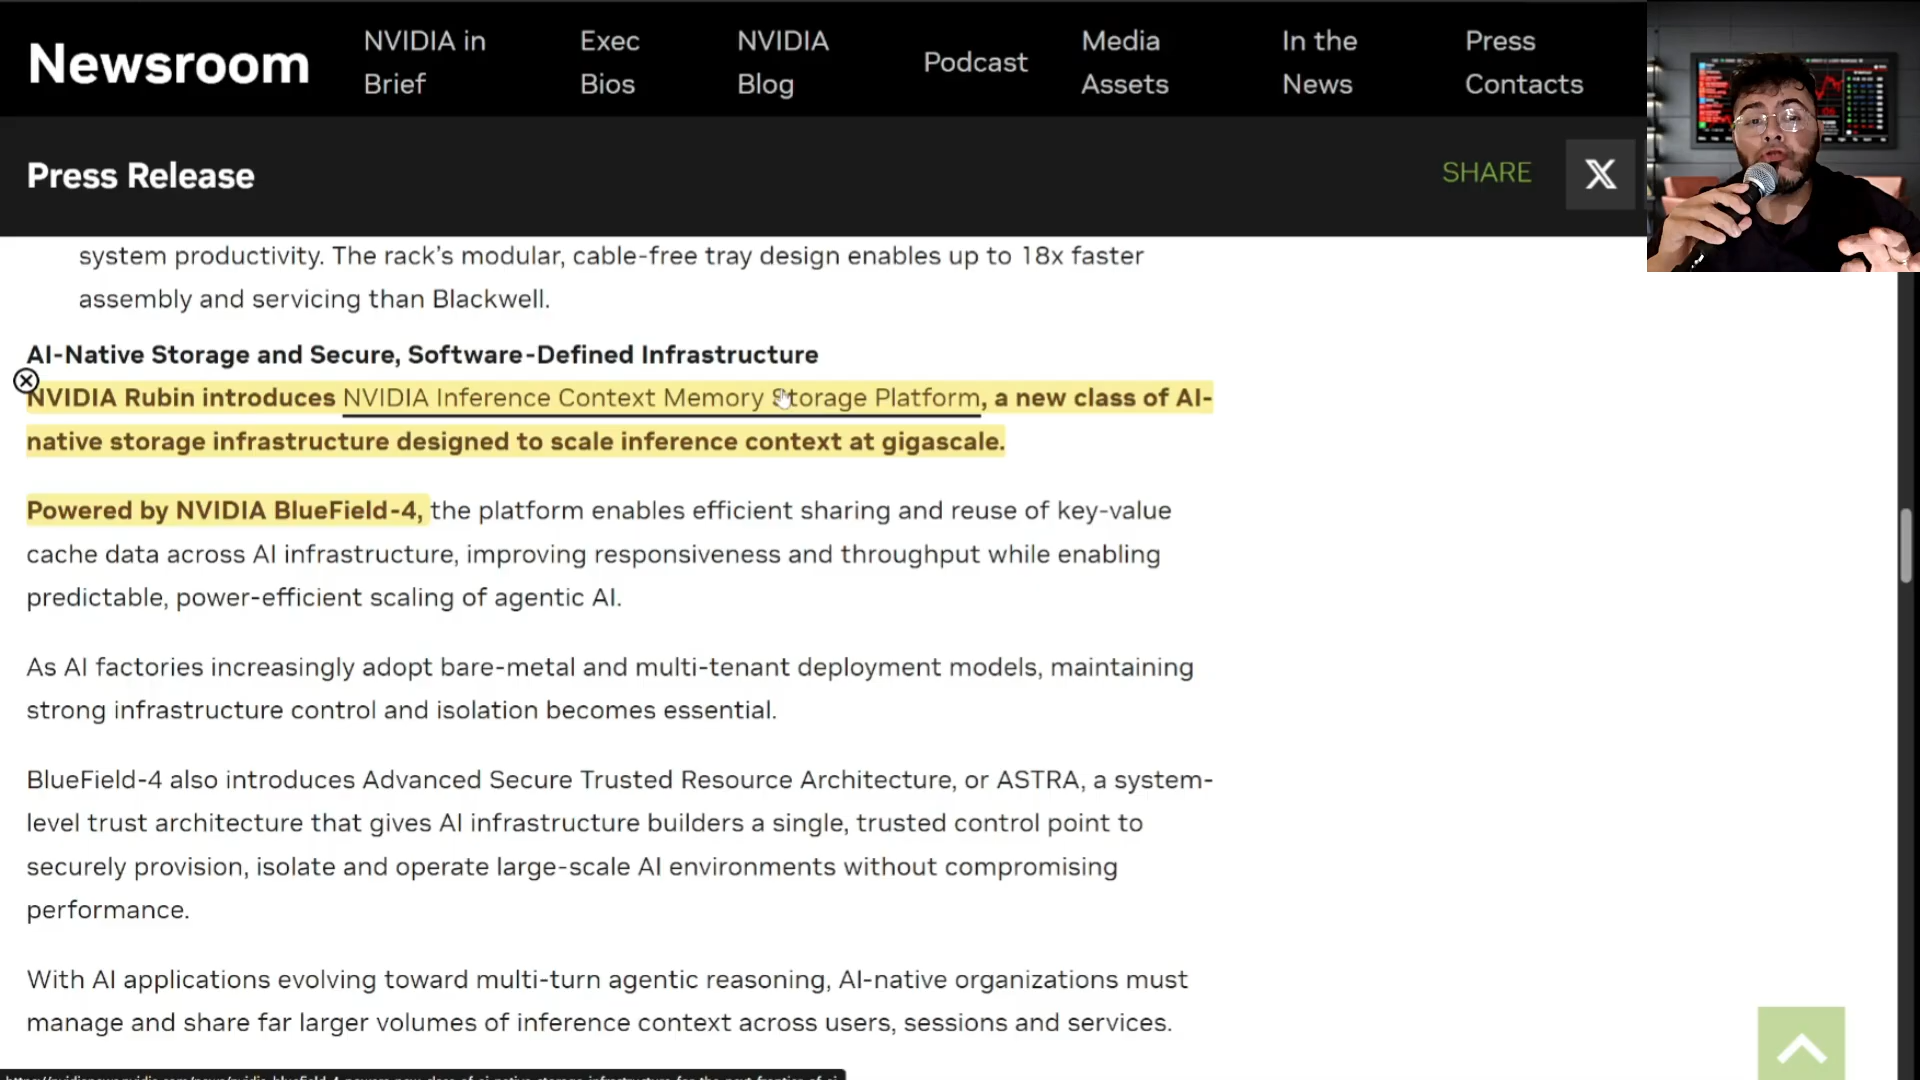 Newsroom
NVIDIA in Brief
Exec Bios
NVIDIA Blog
Podcast
Media Assets
In the News
Press Contacts
Press Release
SHARE
X
system productivity. The rack’s modular, cable-free tray design enables up to 18x faster
assembly and servicing than Blackwell.
AI-Native Storage and Secure, Software-Defined Infrastructure
NVIDIA Rubin introduces NVIDIA Inference Context Memory Storage Platform, a new class of AI-
native storage infrastructure designed to scale inference context at gigascale.
Powered by NVIDIA BlueField-4, the platform enables efficient sharing and reuse of key-value
cache data across AI infrastructure, improving responsiveness and throughput while enabling
predictable, power-efficient scaling of agentic AI.
As AI factories increasingly adopt bare-metal and multi-tenant deployment models, maintaining
strong infrastructure control and isolation becomes essential.
BlueField-4 also introduces Advanced Secure Trusted Resource Architecture, or ASTRA, a system-
level trust architecture that gives AI infrastructure builders a single, trusted control point to
securely provision, isolate and operate large-scale AI environments without compromising
performance.
With AI applications evolving toward multi-turn agentic reasoning, AI-native organizations must
manage and share far larger volumes of inference context across users, sessions and services.